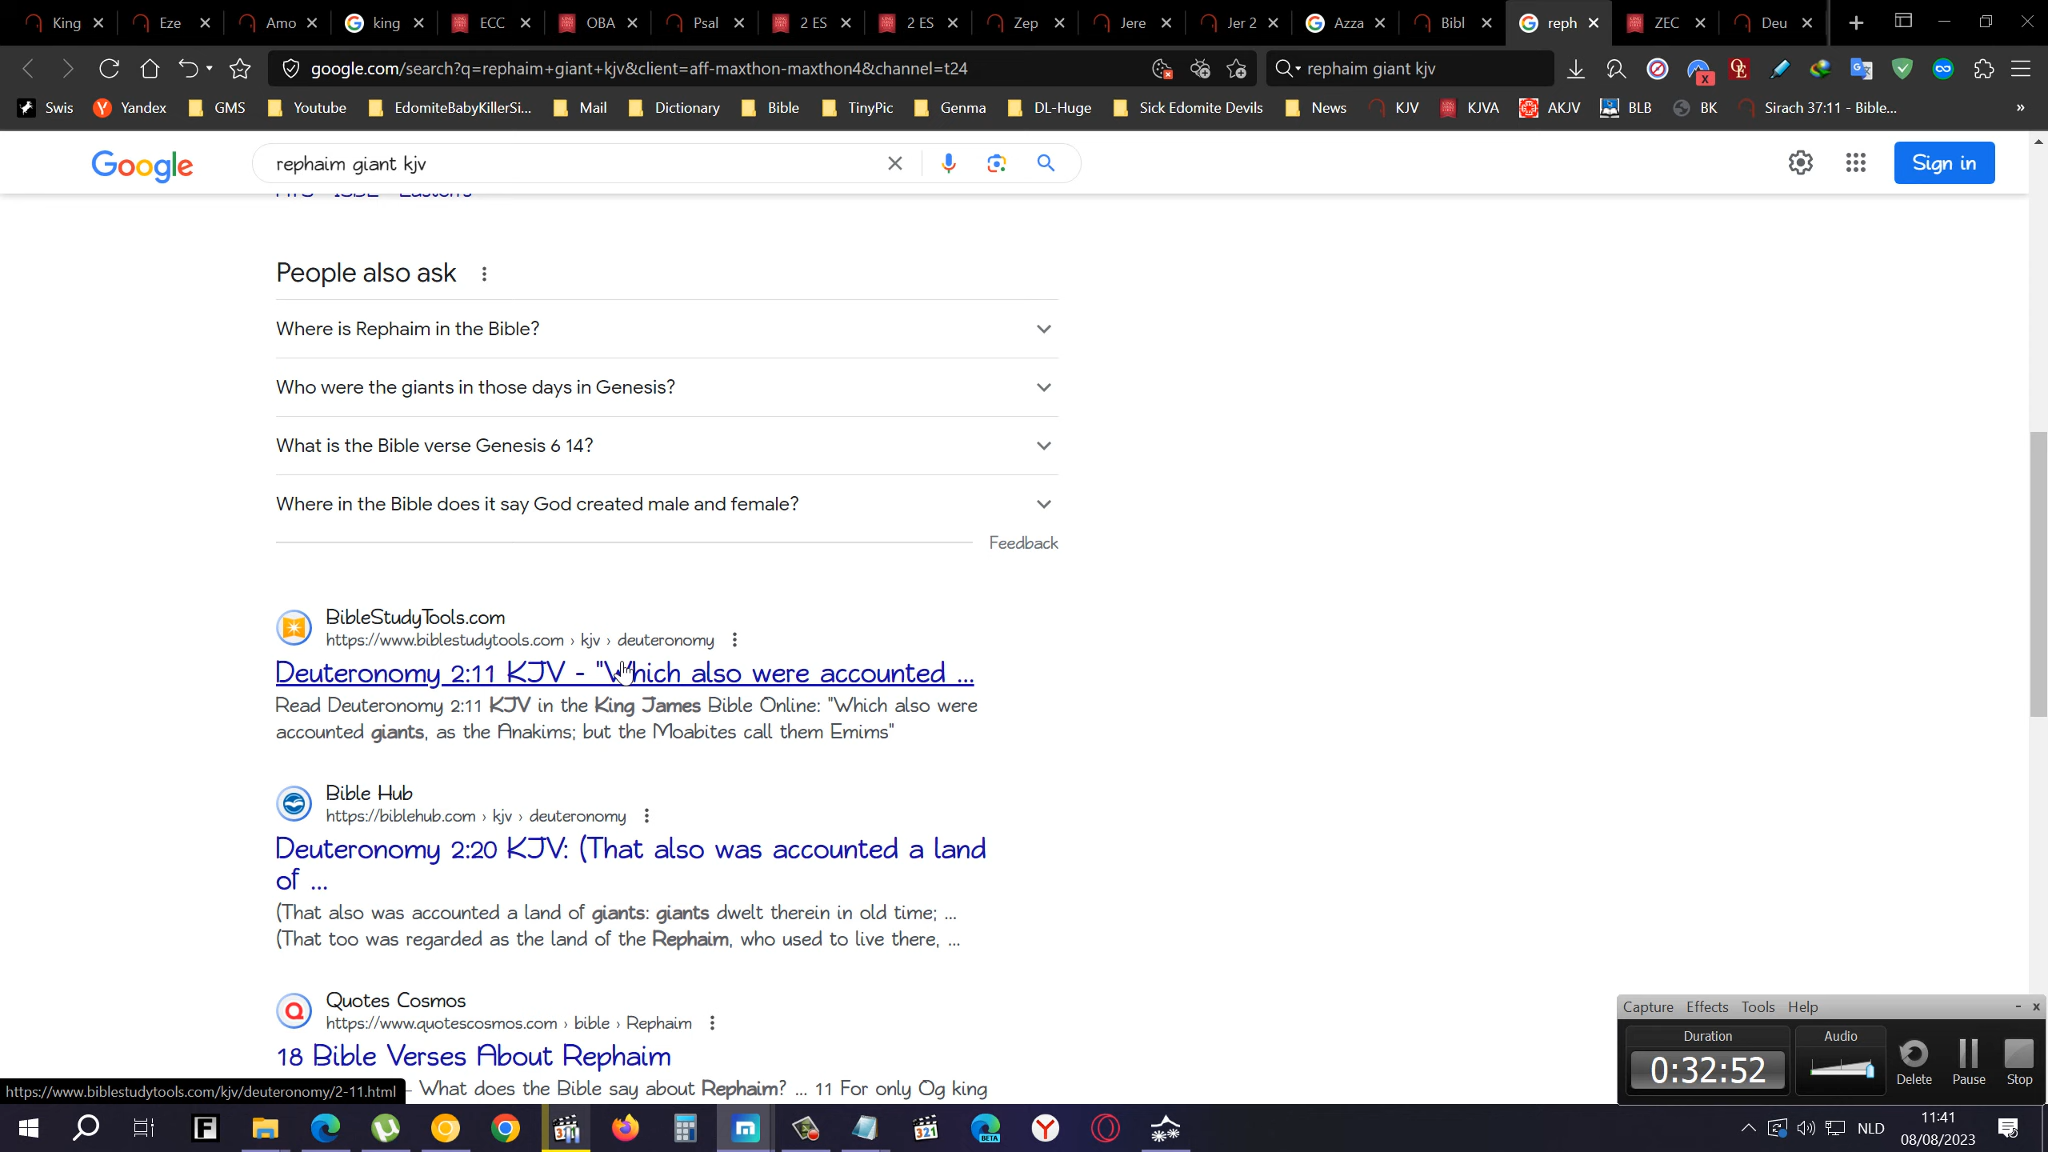 King
Eze
Amo
king
ECC
OBA
Psal
2 ES
2 ES
Zep
Jere
Jer 2
Azza
Bibl
reph
ZEC
Deu
google.com/search?q=rephaim+giant+kjv&client=aff-maxthon-maxthon4&channel=t24
rephaim giant kjv
Swis
Yandex
GMS
Youtube
EdomiteBabyKillerSi...
Mail
Dictionary
Bible
TinyPic
Genma
DL-Huge
Sick Edomite Devils
News
KJV
KJVA
AKJV
BLB
BK
Sirach 37:11 - Bible...
Google
rephaim giant kjv
Sign in
People also ask
Where is Rephaim in the Bible?
Who were the giants in those days in Genesis?
What is the Bible verse Genesis 6 14?
Where in the Bible does it say God created male and female?
Feedback
BibleStudyTools.com
https://www.biblestudytools.com › kjv › deuteronomy
Deuteronomy 2:11 KJV - "Which also were accounted ...
Read Deuteronomy 2:11 KJV in the King James Bible Online: "Which also were
accounted giants, as the Anakims; but the Moabites call them Emims"
Bible Hub
https://biblehub.com › kjv › deuteronomy
Deuteronomy 2:20 KJV: (That also was accounted a land
of ...
(That also was accounted a land of giants: giants dwelt therein in old time; ...
(That too was regarded as the land of the Rephaim, who used to live there, ...
Quotes Cosmos
https://www.quotescosmos.com › bible › Rephaim
18 Bible Verses About Rephaim
- What does the Bible say about Rephaim? ... 11 For only Og king
https://www.biblestudytools.com/kjv/deuteronomy/2-11.html
Capture Effects Tools Help
Duration
Audio
0:32:52
Delete
Pause
Stop
321
BETA
NLD
11:41
08/08/2023